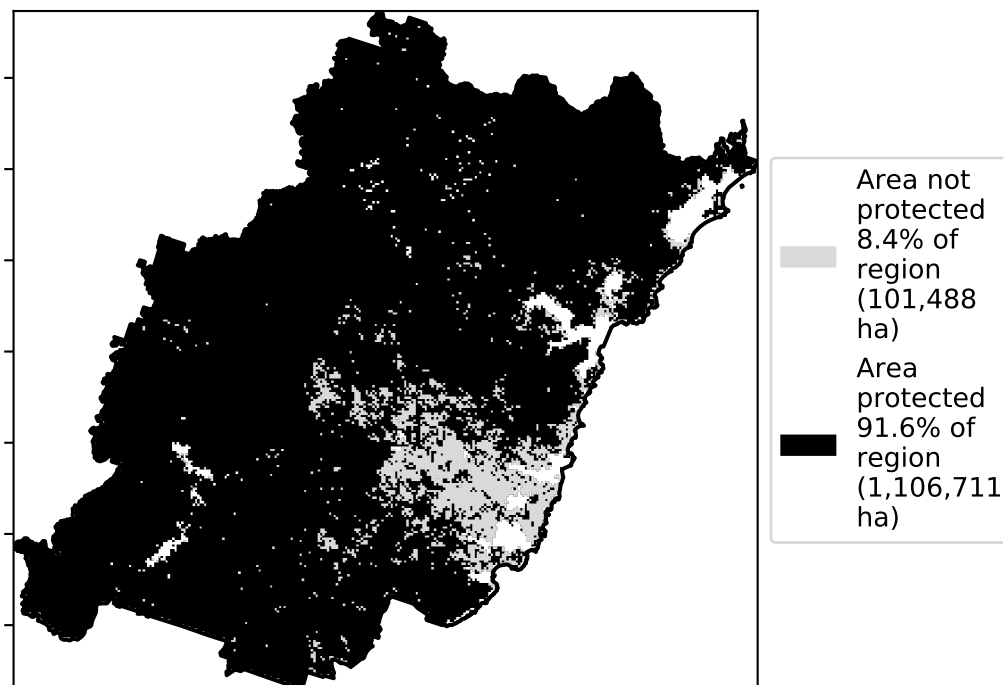 Area not
protected
8.4% of
region
(101,488
ha)
Area
protected
91.6% of
region
(1,106,711
ha)